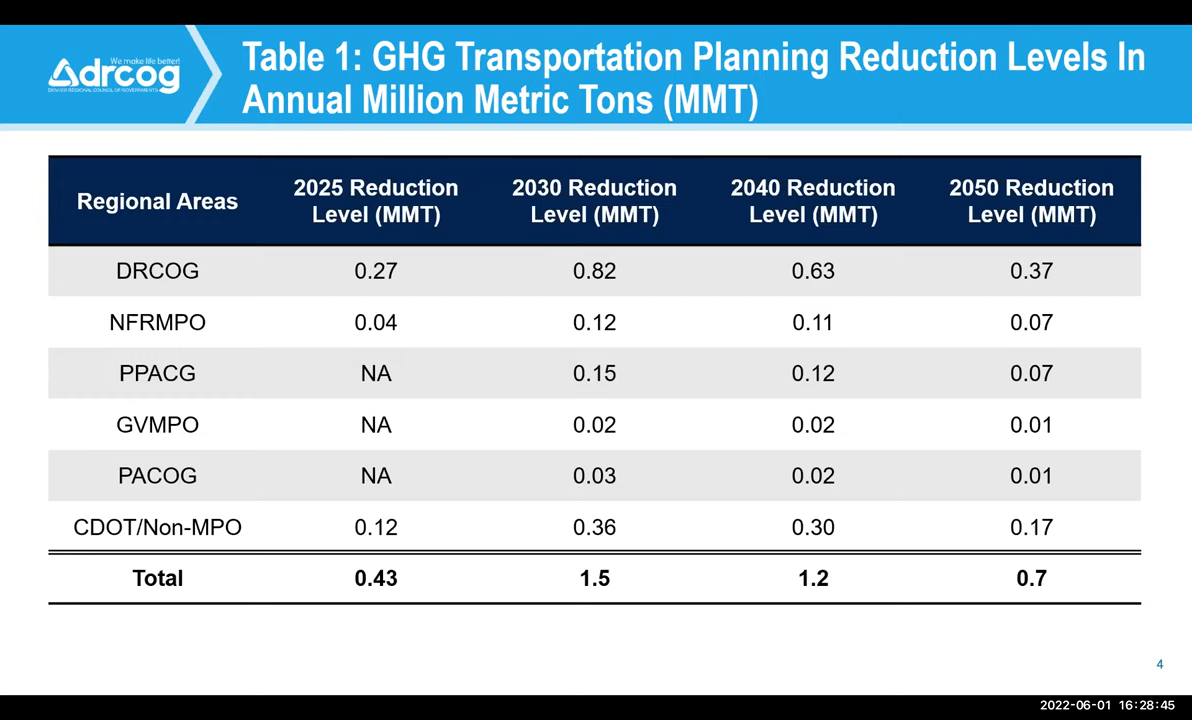 We make life better!
drcog
DENVER REGIONAL COUNCIL OF GOVERNMENTS
Table 1: GHG Transportation Planning Reduction Levels In
Annual Million Metric Tons (MMT)
Regional Areas 2025 Reduction Level (MMT) 2030 Reduction Level (MMT) 2040 Reduction Level (MMT) 2050 Reduction Level (MMT)
DRCOG 0.27 0.82 0.63 0.37
NFRMPO 0.04 0.12 0.11 0.07
PPACG NA 0.15 0.12 0.07
GVMPO NA 0.02 0.02 0.01
PACOG NA 0.03 0.02 0.01
CDOT/Non-MPO 0.12 0.36 0.30 0.17
Total 0.43 1.5 1.2 0.7
4
2022-06-01 16:28:45